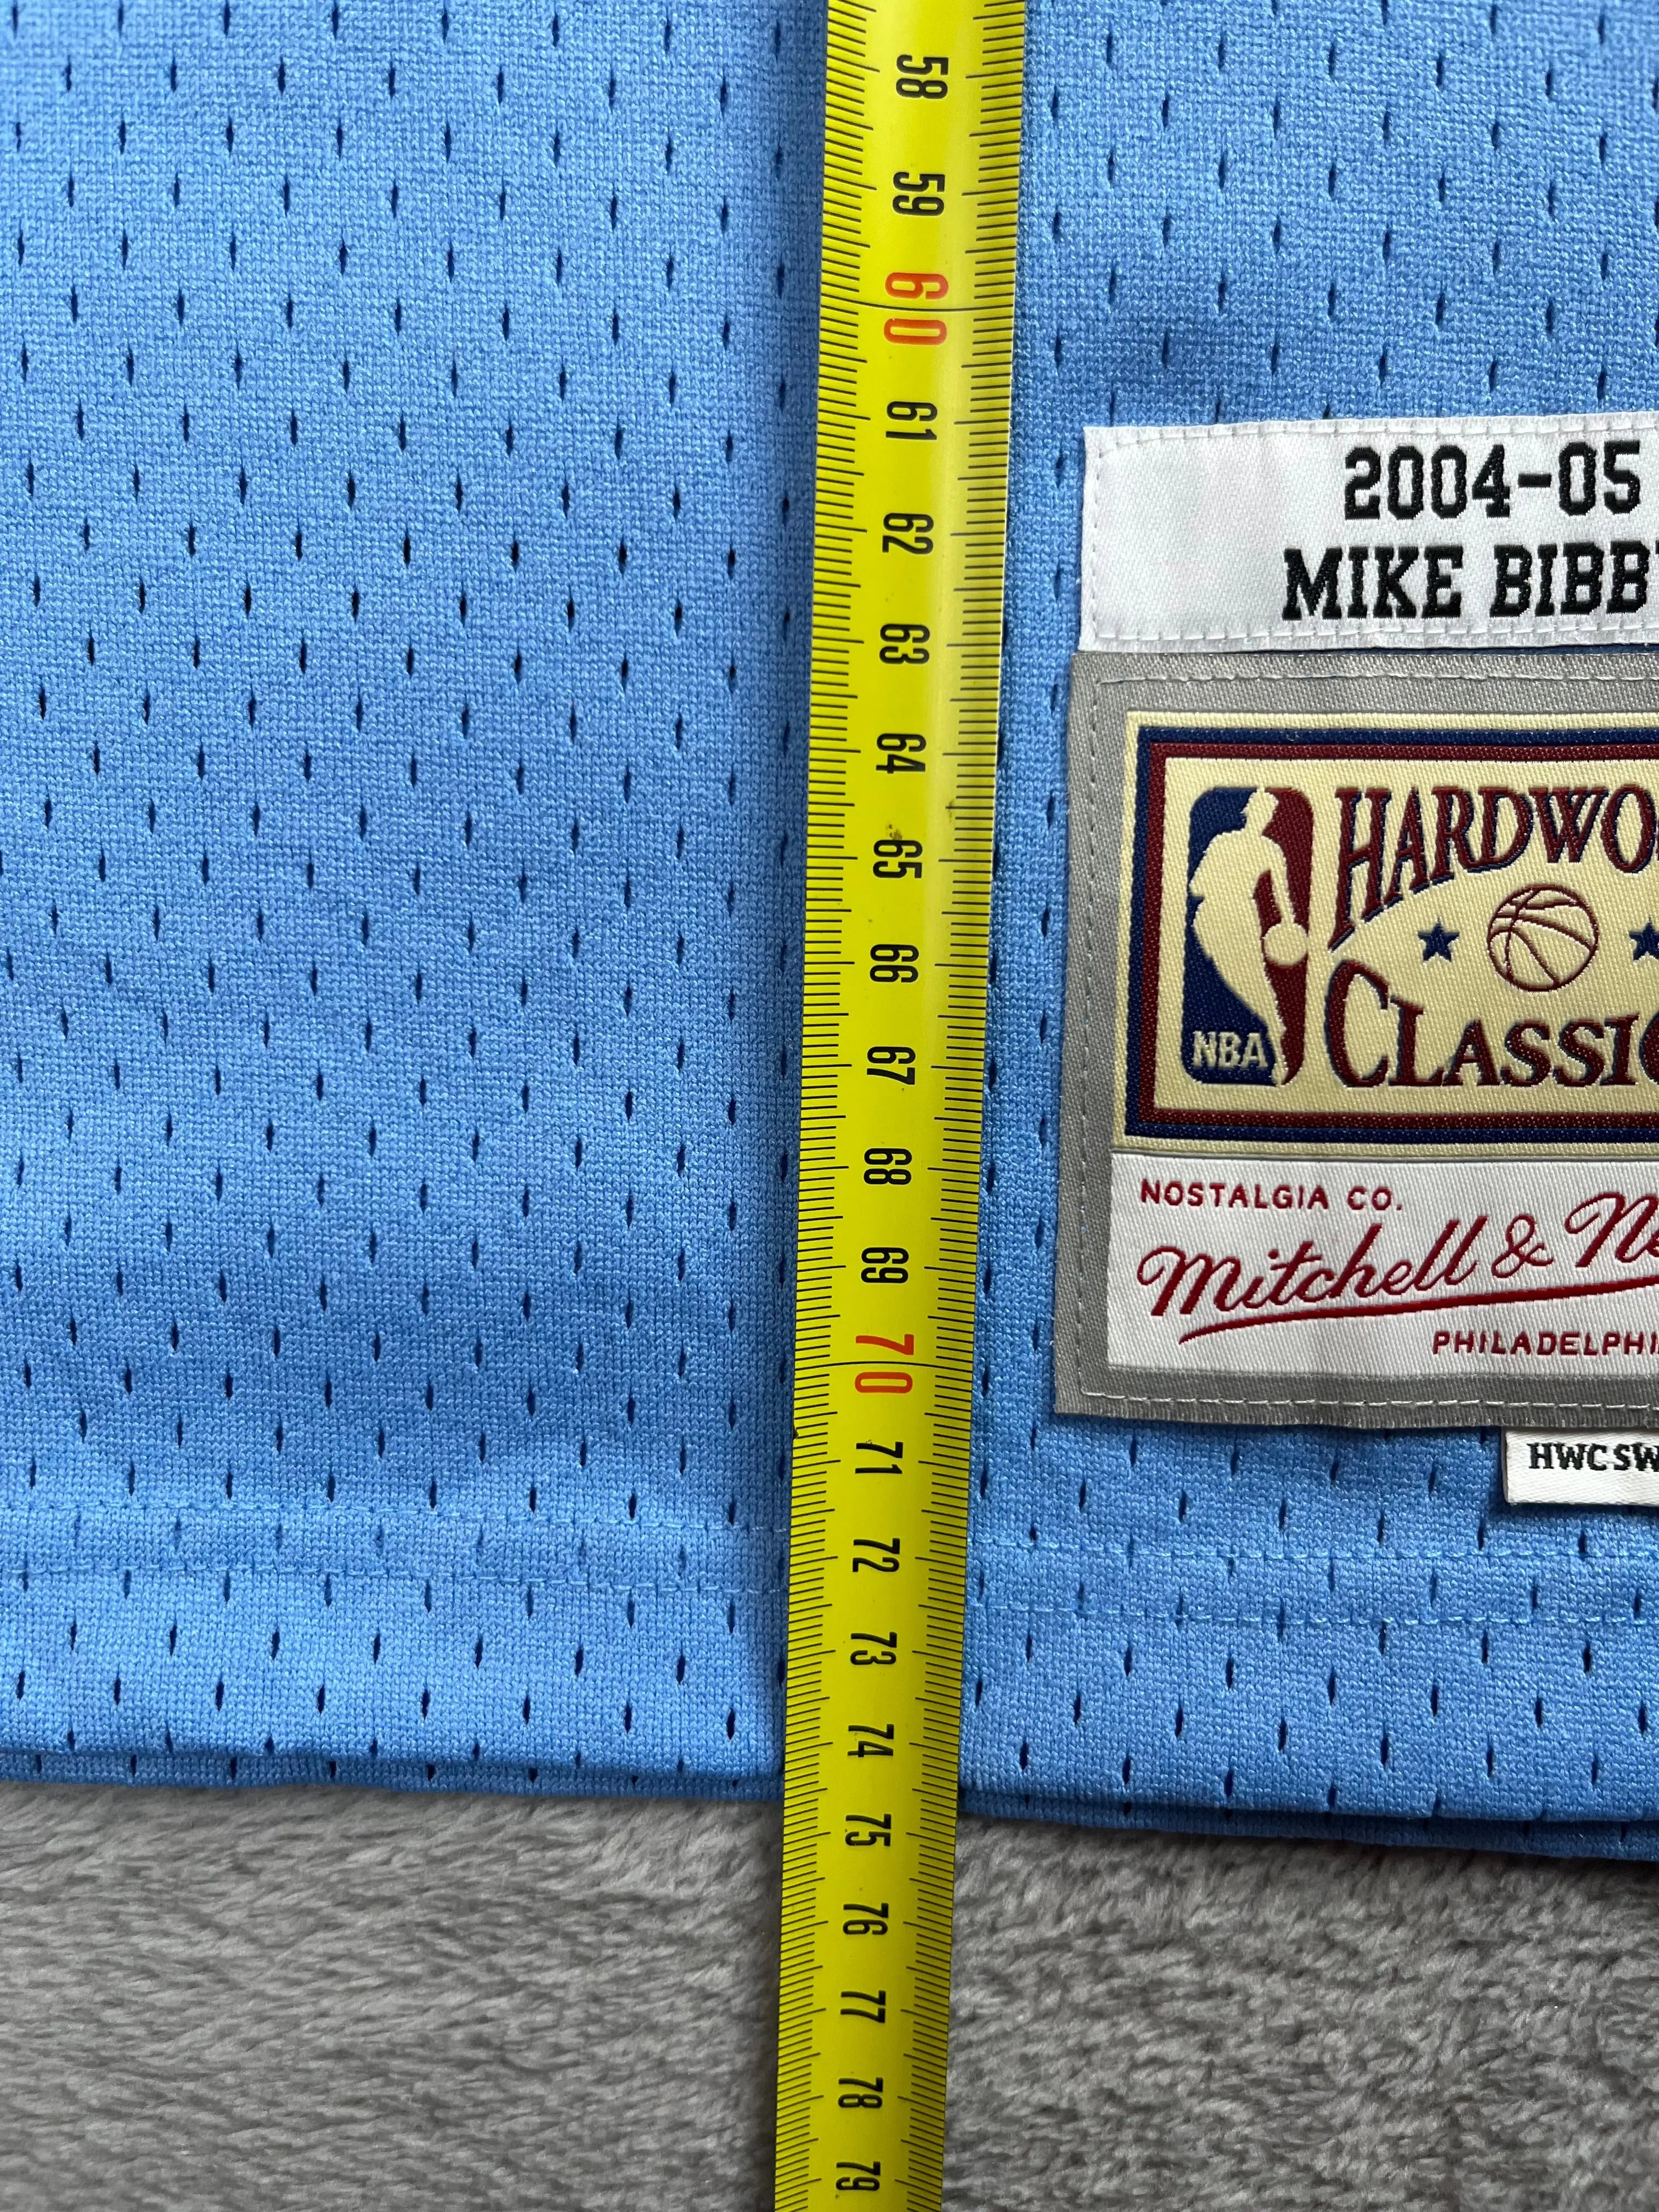 58
59
60
61
62
63
64
65
66
67
68
69
70
71
72
73
74
75
76
77
78
79
2004-05
MIKE BIBB
HARDWO
CLASSIC
NBA
NOSTALGIA CO.
Mitchell & Ne
PHILADELPHI
HWC SW